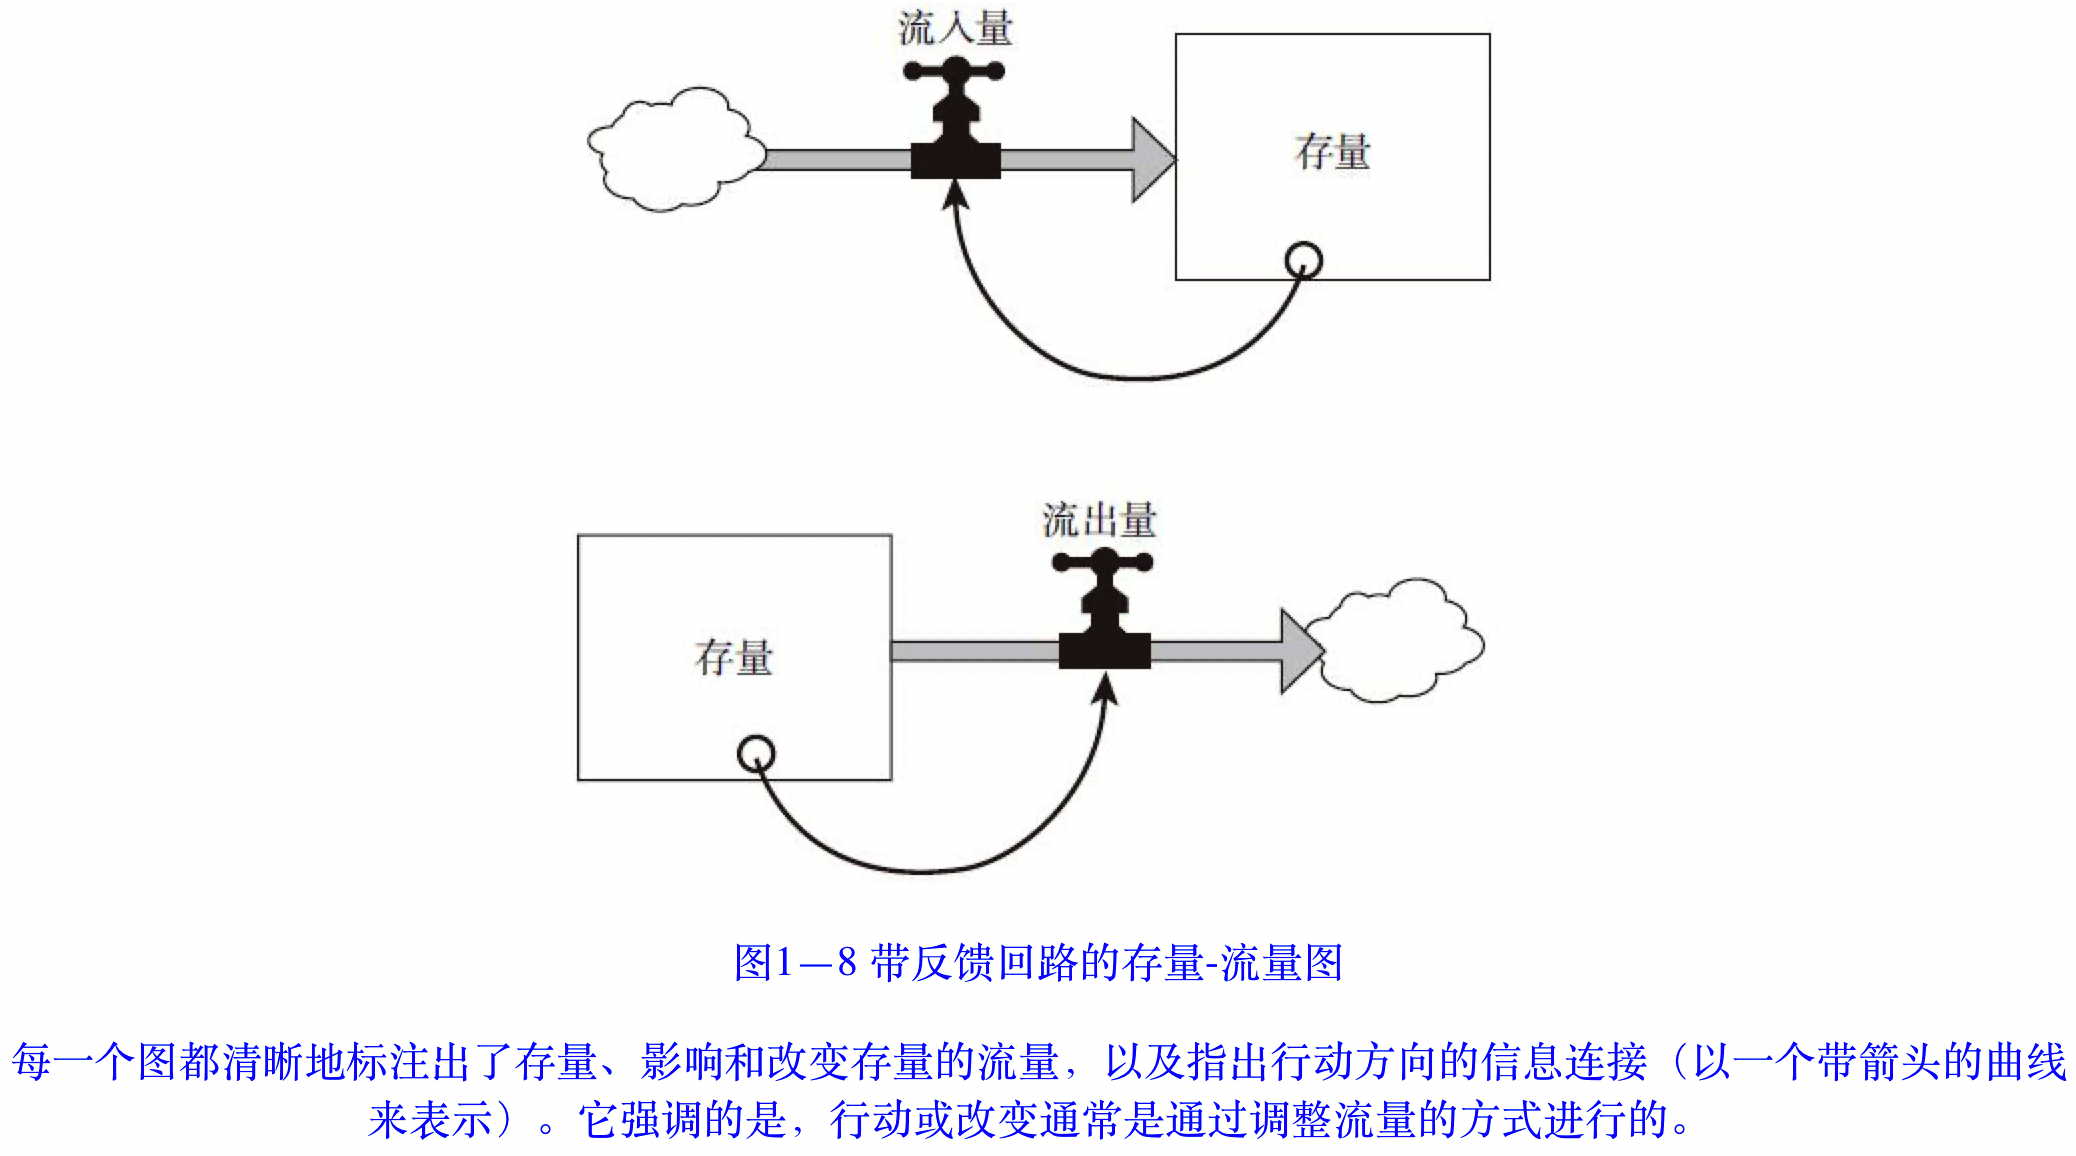 流入量
存量
流出量
存量
图1—8 带反馈回路的存量-流量图
每一个图都清晰地标注出了存量、影响和改变存量的流量，以及指出行动方向的信息连接（以一个带箭头的曲线
来表示）。它强调的是，行动或改变通常是通过调整流量的方式进行的。